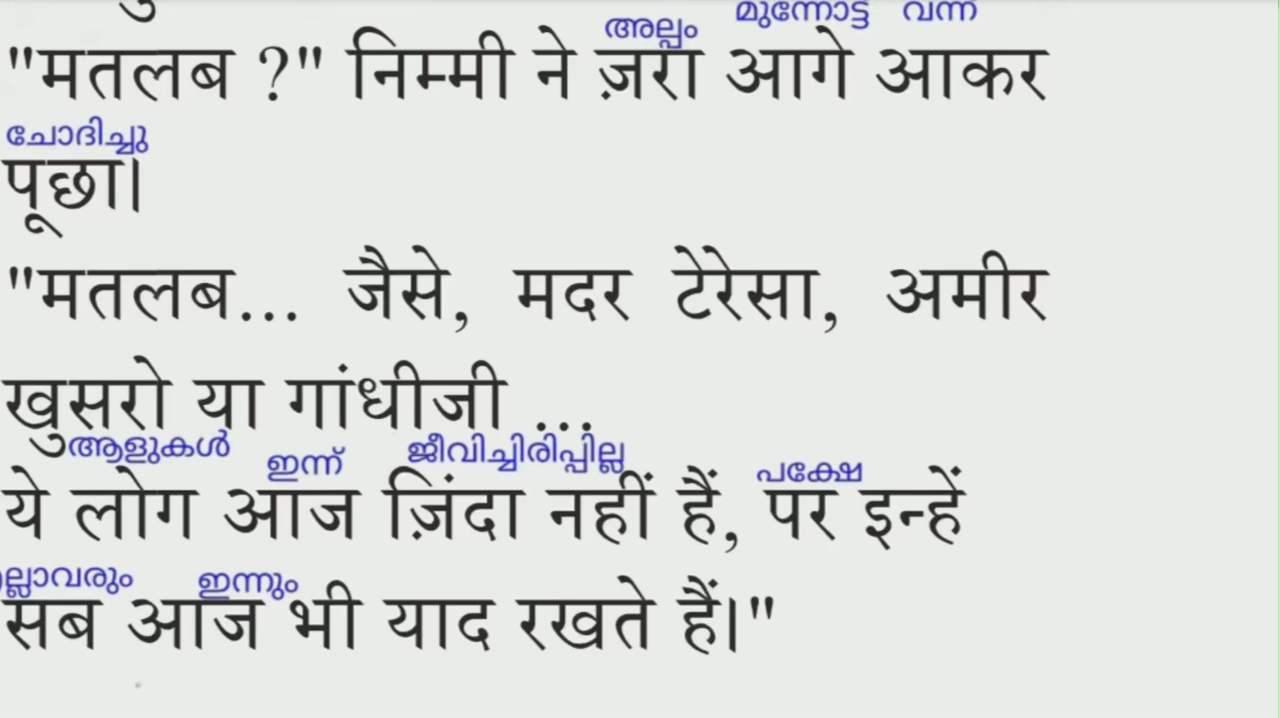 അല്പം മുന്നോട്ട് വന്ന്
"मतलब ?" निम्मी ने ज़रा आगे आकर
ചോദിച്ചു
पूछा।
"मतलब... जैसे, मदर टेरेसा, अमीर
खुसरो या गांधीजी ...
ആളുകൾ ഇന്ന് ജീവിച്ചിരിപ്പില്ല പക്ഷേ
ये लोग आज ज़िंदा नहीं हैं, पर इन्हें
ല്ലാവരും ഇന്നും
सब आज भी याद रखते हैं।"